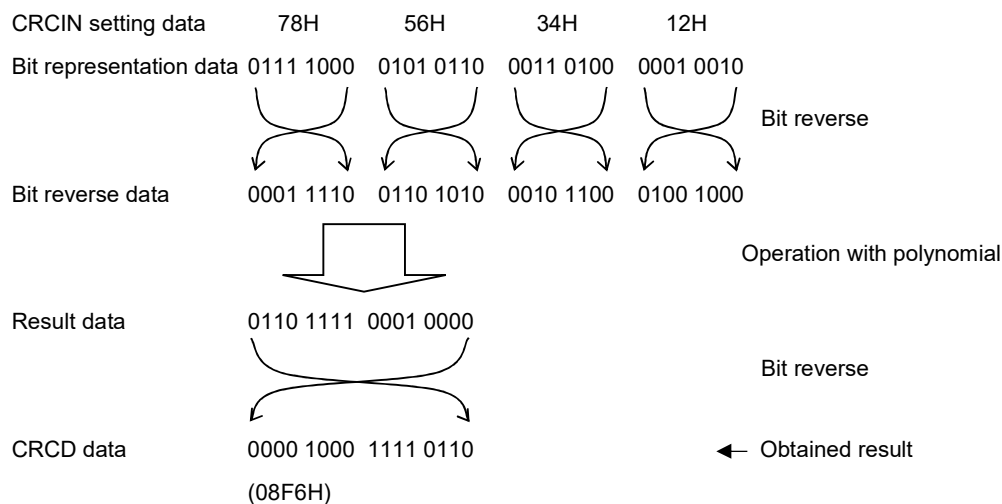 CRCIN setting data 78H 56H 34H 12H
Bit representation data 0111 1000 0101 0110 0011 0100 0001 0010
Bit reverse
Bit reverse data 0001 1110 0110 1010 0010 1100 0100 1000
Operation with polynomial
Result data 0110 1111 0001 0000
Bit reverse
CRCD data 0000 1000 1111 0110 Obtained result
(08F6H)